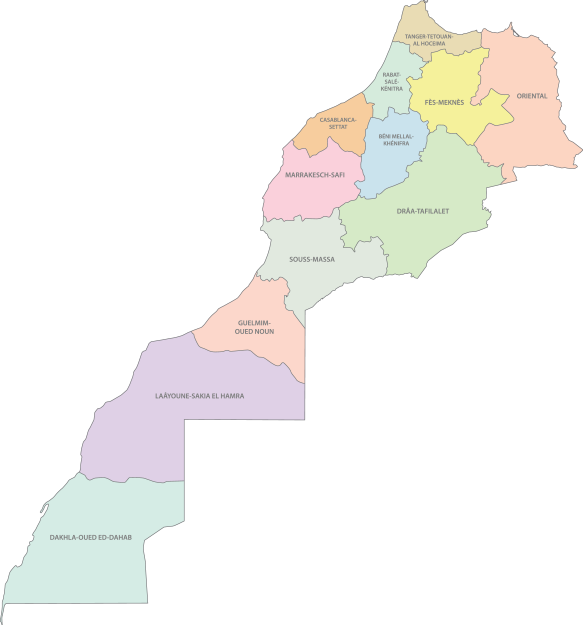 TANGER-TETOUAN-
AL HOCEIMA
RABAT-
SALÉ-
KÉNITRA
FÈS-MEKNÈS
ORIENTAL
CASABLANCA-
SETTAT
BÉNI MELLAL-
KHÉNIFRA
MARRAKESCH-SAFI
DRÂA-TAFILALET
SOUSS-MASSA
GUELMIM-
OUED NOUN
LAÂYOUNE-SAKIA EL HAMRA
DAKHLA-OUED ED-DAHAB